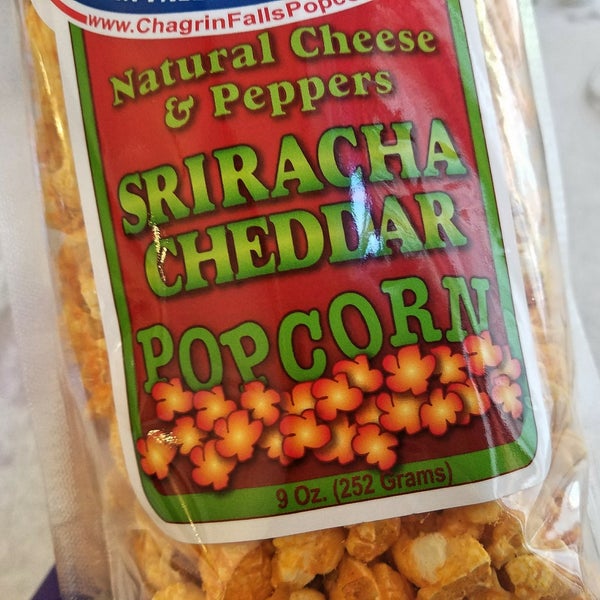 www.ChagrinFallsPopc
Natural Cheese
& Peppers
SRIRACHA
CHEDDAR
POPCORN
9 Oz. (252 Grams)